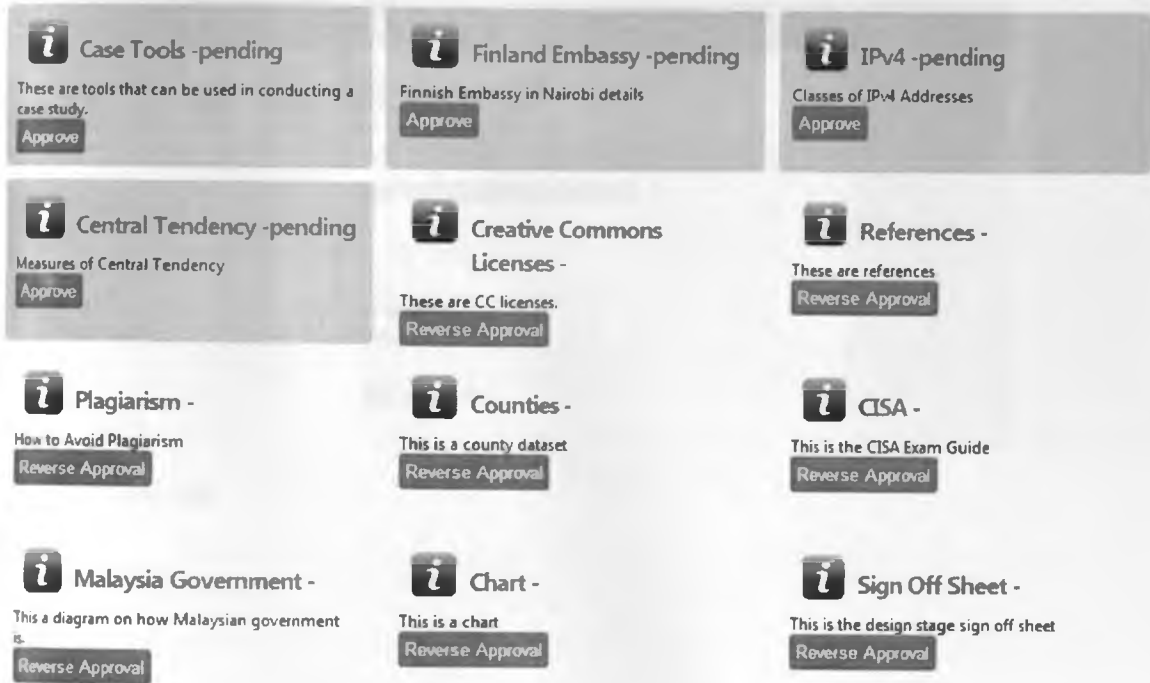 Case Tools -pending
These are tools that can be used in conducting a
case study.
Approve
Finland Embassy -pending
Finnish Embassy in Nairobi details
Approve
IPv4 -pending
Classes of IPv4 Addresses
Approve
Central Tendency -pending
Measures of Central Tendency
Approve
Creative Commons
Licenses -
These are CC licenses.
Reverse Approval
References -
These are references
Reverse Approval
Plagiarism -
How to Avoid Plagiarism
Reverse Approval
Counties -
This is a county dataset
Reverse Approval
CISA -
This is the CISA Exam Guide
Reverse Approval
Malaysia Government -
This a diagram on how Malaysian government
is.
Reverse Approval
Chart -
This is a chart
Reverse Approval
Sign Off Sheet -
This is the design stage sign off sheet
Reverse Approval